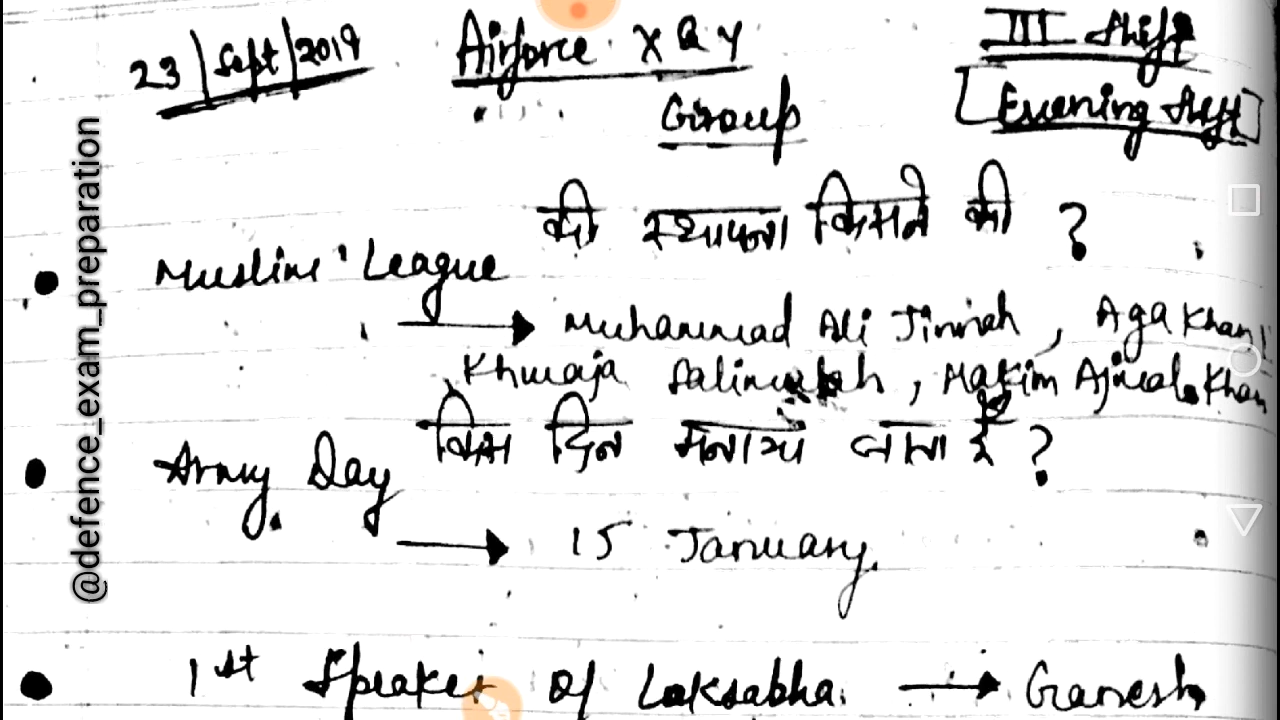 23/Sept/2019 Airforce X & Y Group
III Shift
[Evening Shift]
@defence_exam_preparation
• Muslim League की स्थापना किसने की ?
→ Muhammad Ali Jinnah, Aga Khan,
Khwaja Salimullah, Hakim Ajmal Khan
• Army Day किस दिन मनाया जाता है ?
→ 15 January.
• 1st Speaker Of Loksabha. → Ganesh